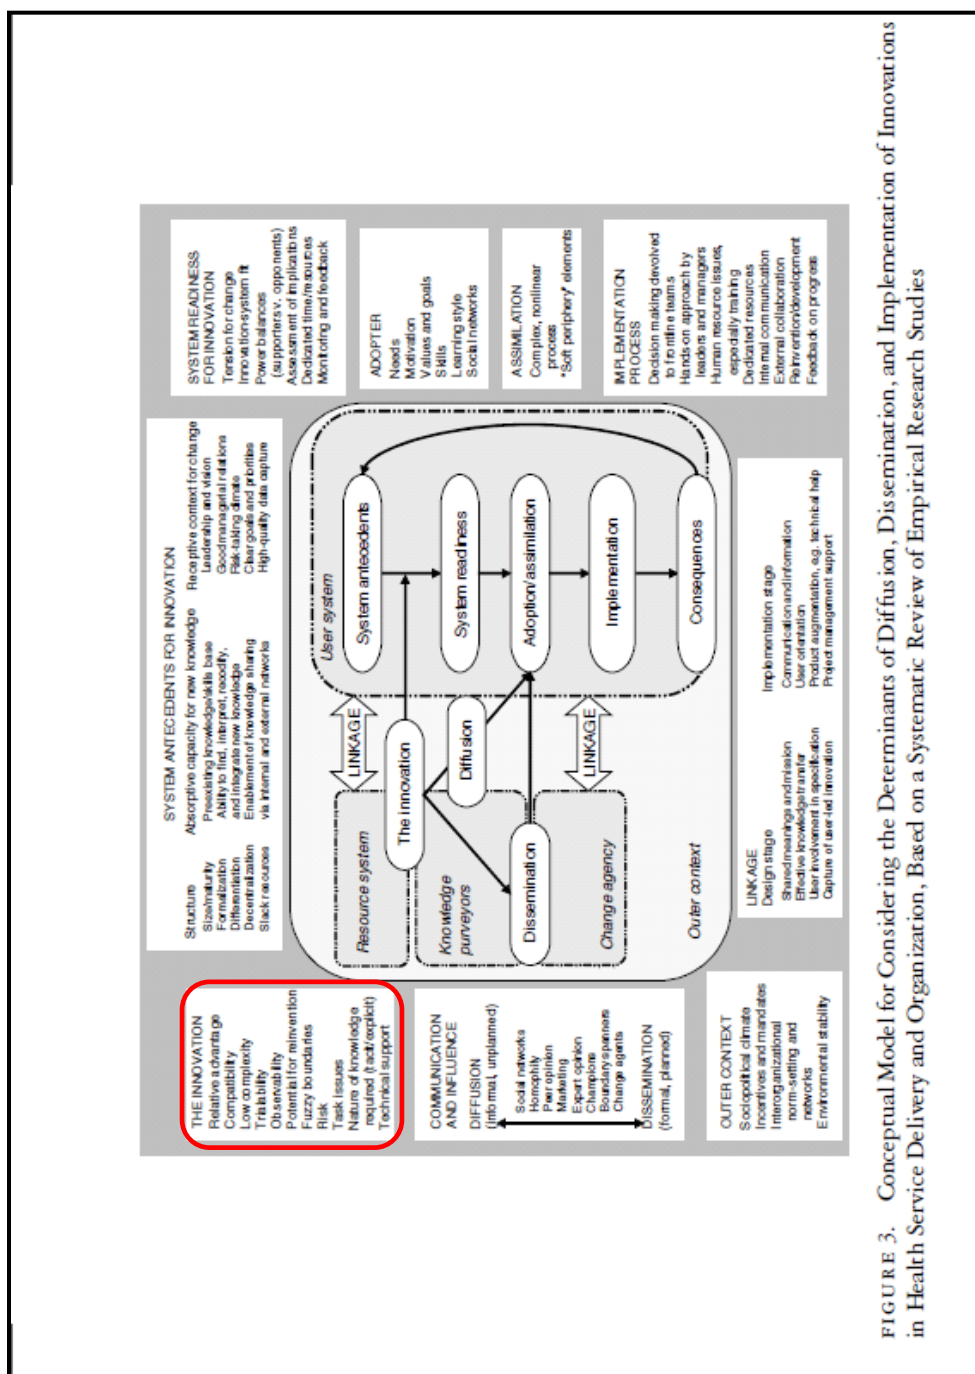 THE INNOVATION
Relative advantage
Compatibility
Low complexity
Trialability
Observability
Potential for reinvention
Fuzzy boundaries
Risk
Task issues
Nature of knowledge
required (tacit/explicit)
Technical support
COMMUNICATION
AND INFLUENCE
DIFFUSION
(informal, unplanned)
Social networks
Homophily
Peer opinion
Marketing
Expert opinion
Champions
Boundary spanners
Change agents
DISSEMINATION
(formal, planned)
OUTER CONTEXT
Sociopolitical climate
Incentives and mandates
Interorganizational
norm-setting and
networks
Environmental stability
SYSTEM ANTECEDENTS FOR INNOVATION
Structure
Size/maturity
Formalization
Differentiation
Decentralization
Slack resources
Absorptive capacity for new knowledge
Preexisting knowledge/skills base
Ability to find, interpret, recodify,
and integrate new knowledge
Enablement of knowledge sharing
via internal and external networks
Receptive context for change
Leadership and vision
Good managerial relations
Risk-taking climate
Clear goals and priorities
High-quality data capture
Resource system
The innovation
Knowledge
purveyors
Diffusion
Dissemination
Change agency
Outer context
LINKAGE
LINKAGE
User system
System antecedents
System readiness
Adoption/assimilation
Implementation
Consequences
LINKAGE
Design stage
Shared meanings and mission
Effective knowledge transfer
User involvement in specification
Capture of user-led innovation
Implementation stage
Communication and information
User orientation
Product augmentation, e.g. technical help
Project management support
SYSTEM READINESS
FOR INNOVATION
Tension for change
Innovation-system fit
Power balances
(supporters v. opponents)
Assessment of implications
Dedicated time/resources
Monitoring and feedback
ADOPTER
Needs
Motivation
Values and goals
Skills
Learning style
Social networks
ASSIMILATION
Complex, nonlinear
process
"Soft periphery" elements
IMPLEMENTATION
PROCESS
Decision making devolved
to frontline teams
Hands-on approach by
leaders and managers
Human resource issues,
especially training
Dedicated resources
Internal communication
External collaboration
Reinvention/development
Feedback on progress
FIGURE 3. Conceptual Model for Considering the Determinants of Diffusion, Dissemination, and Implementation of Innovations
in Health Service Delivery and Organization, Based on a Systematic Review of Empirical Research Studies